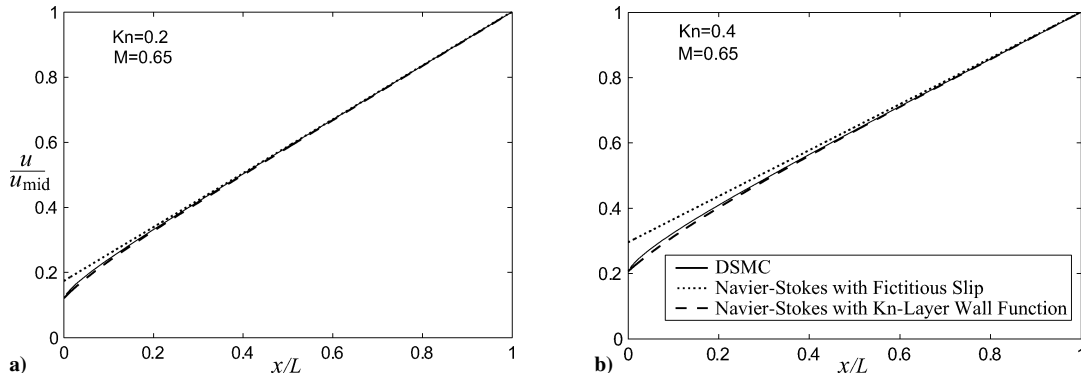 1
Kn=0.2
M=0.65
0.8
0.6
u
u_mid
0.4
0.2
0
0 0.2 0.4 0.6 0.8 1
a) x/L
1
Kn=0.4
M=0.65
0.8
0.6
0.4
0.2
0
DSMC
Navier-Stokes with Fictitious Slip
Navier-Stokes with Kn-Layer Wall Function
0 0.2 0.4 0.6 0.8 1
b) x/L